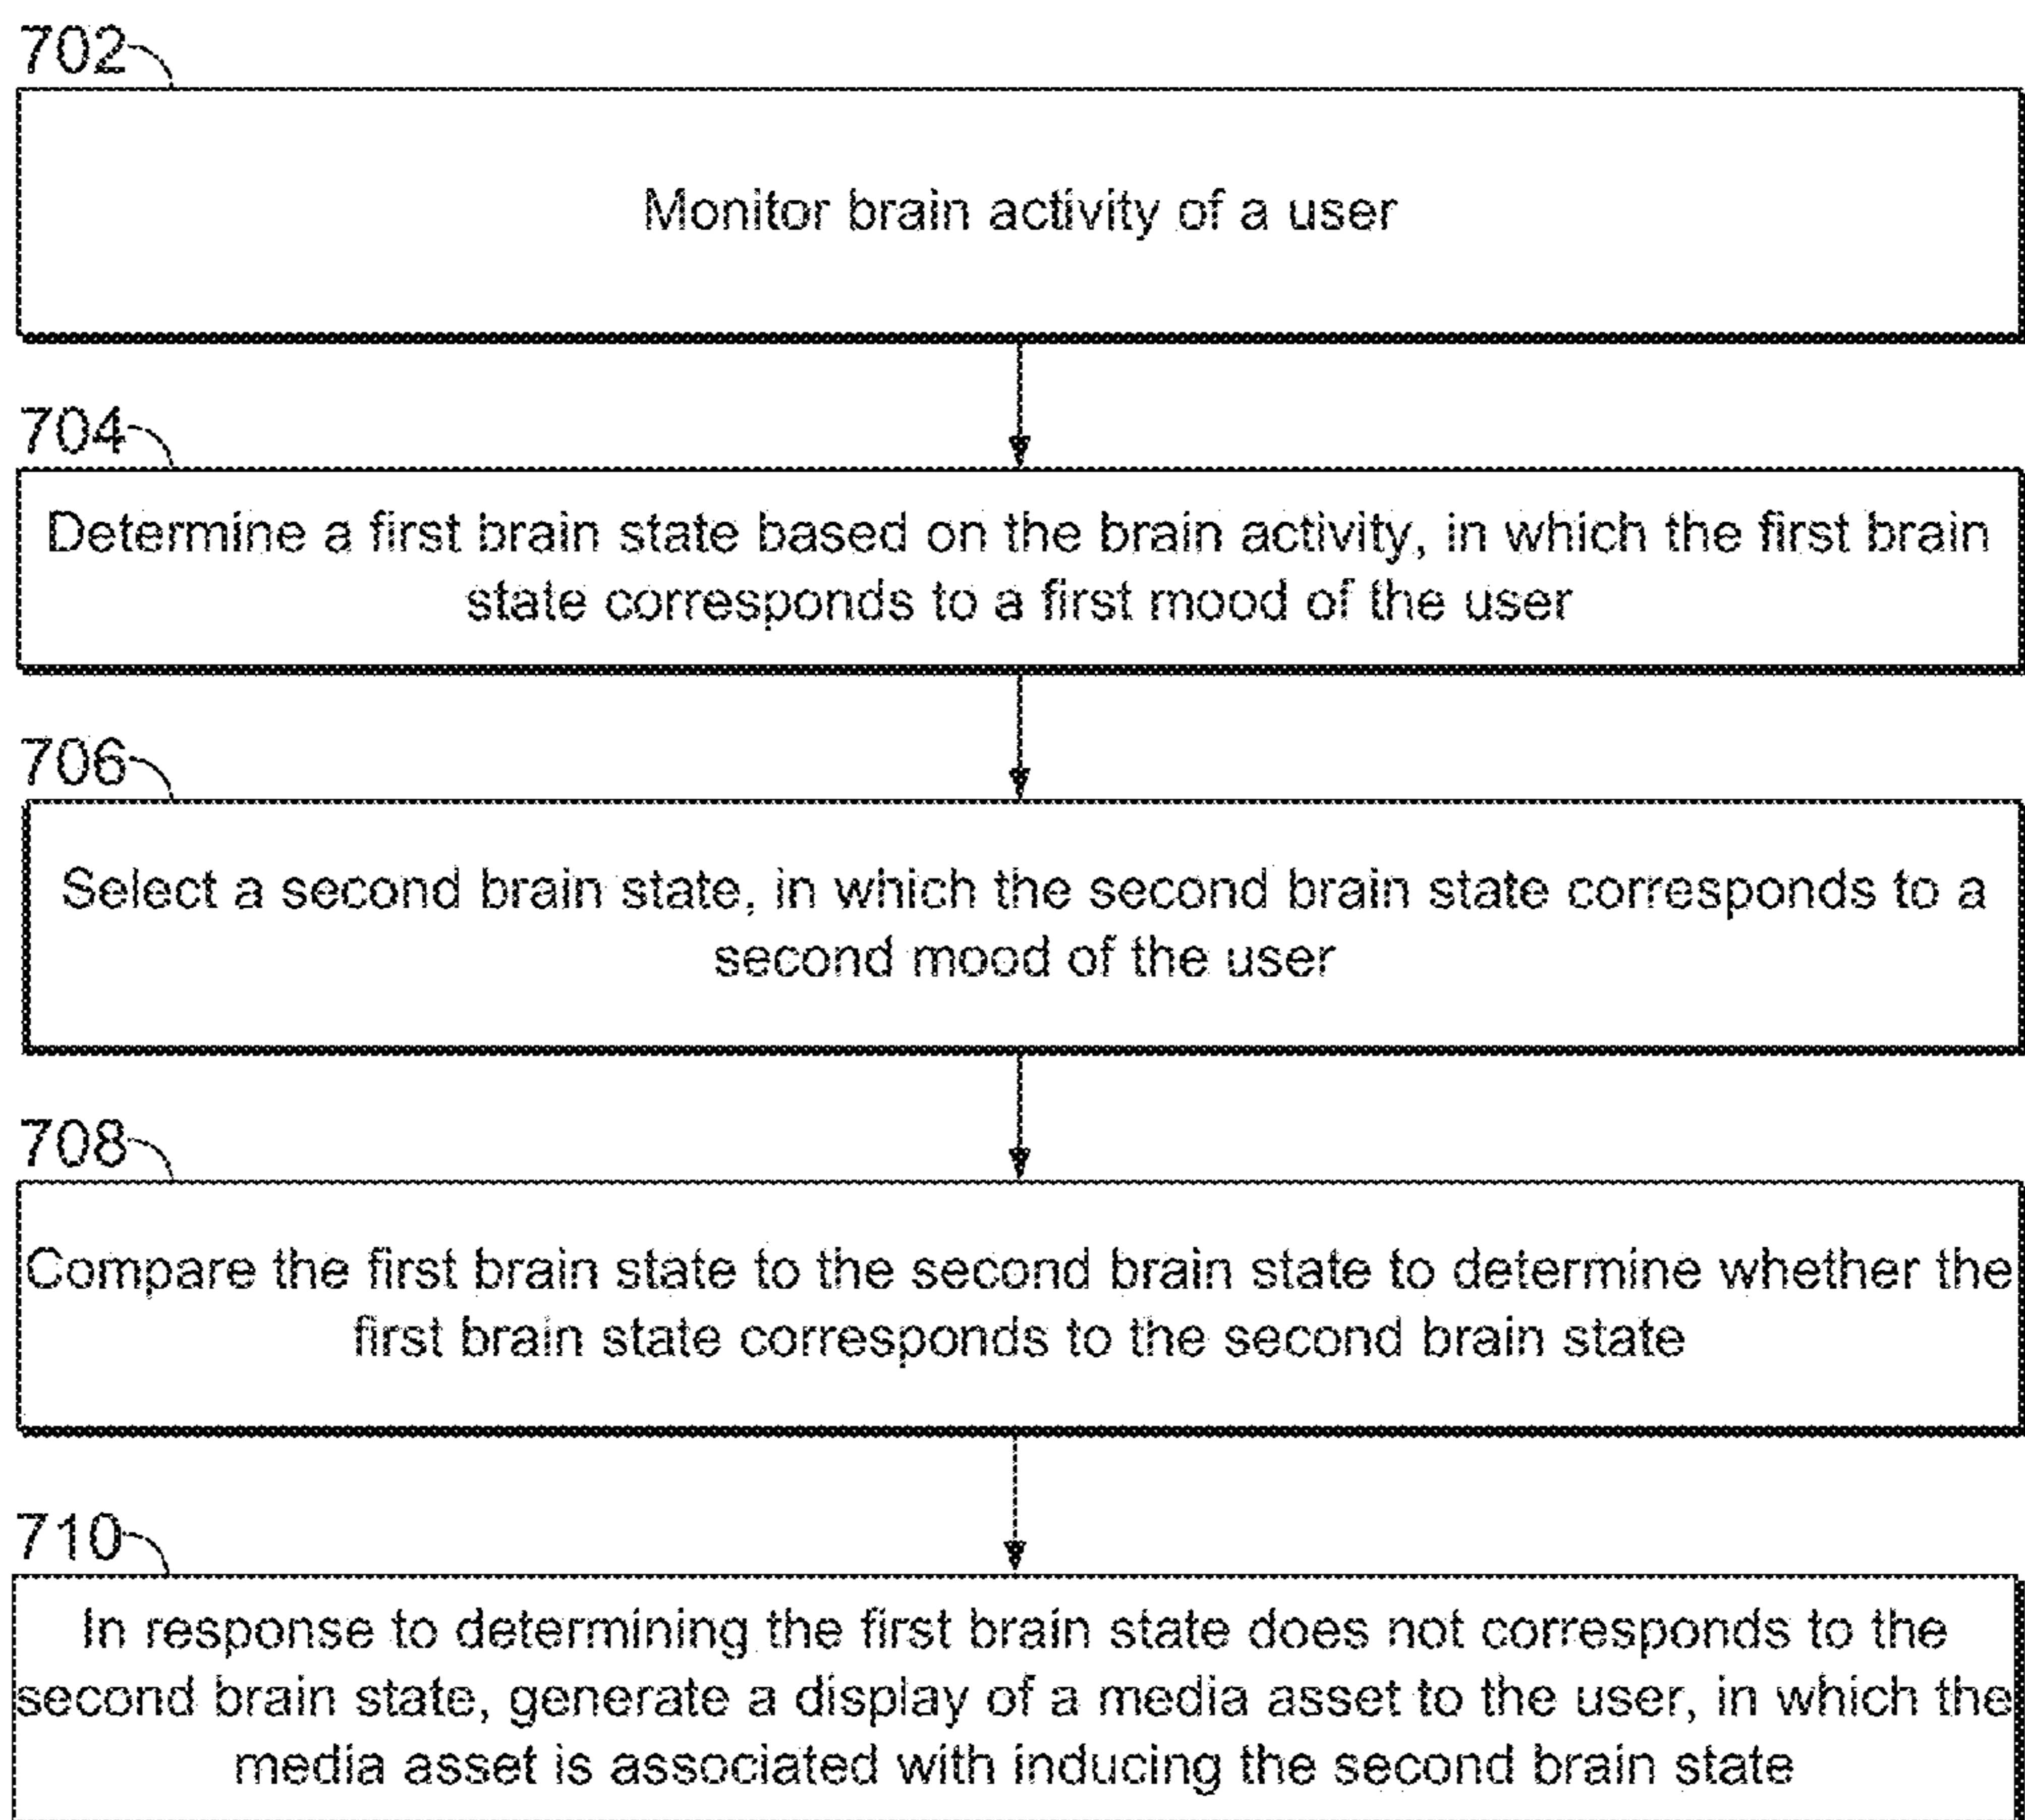 702
Monitor brain activity of a user
704
Determine a first brain state based on the brain activity, in which the first brain
state corresponds to a first mood of the user
706
Select a second brain state, in which the second brain state corresponds to a
second mood of the user
708
Compare the first brain state to the second brain state to determine whether the
first brain state corresponds to the second brain state
710
In response to determining the first brain state does not corresponds to the
second brain state, generate a display of a media asset to the user, in which the
media asset is associated with inducing the second brain state